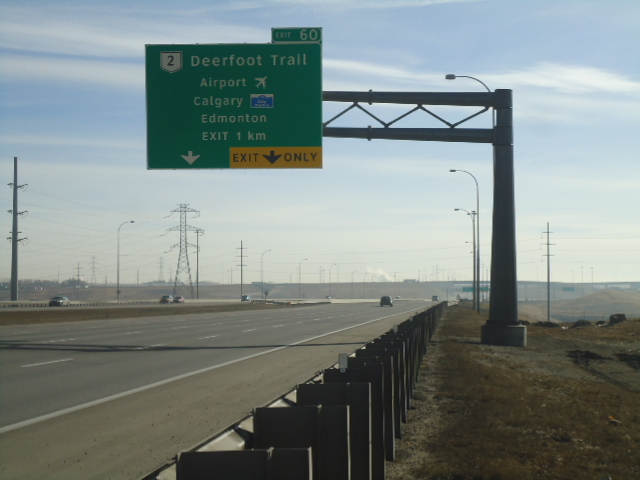 EXIT 60
2 Deerfoot Trail
Airport
Calgary
Edmonton
EXIT 1 km
EXIT ONLY